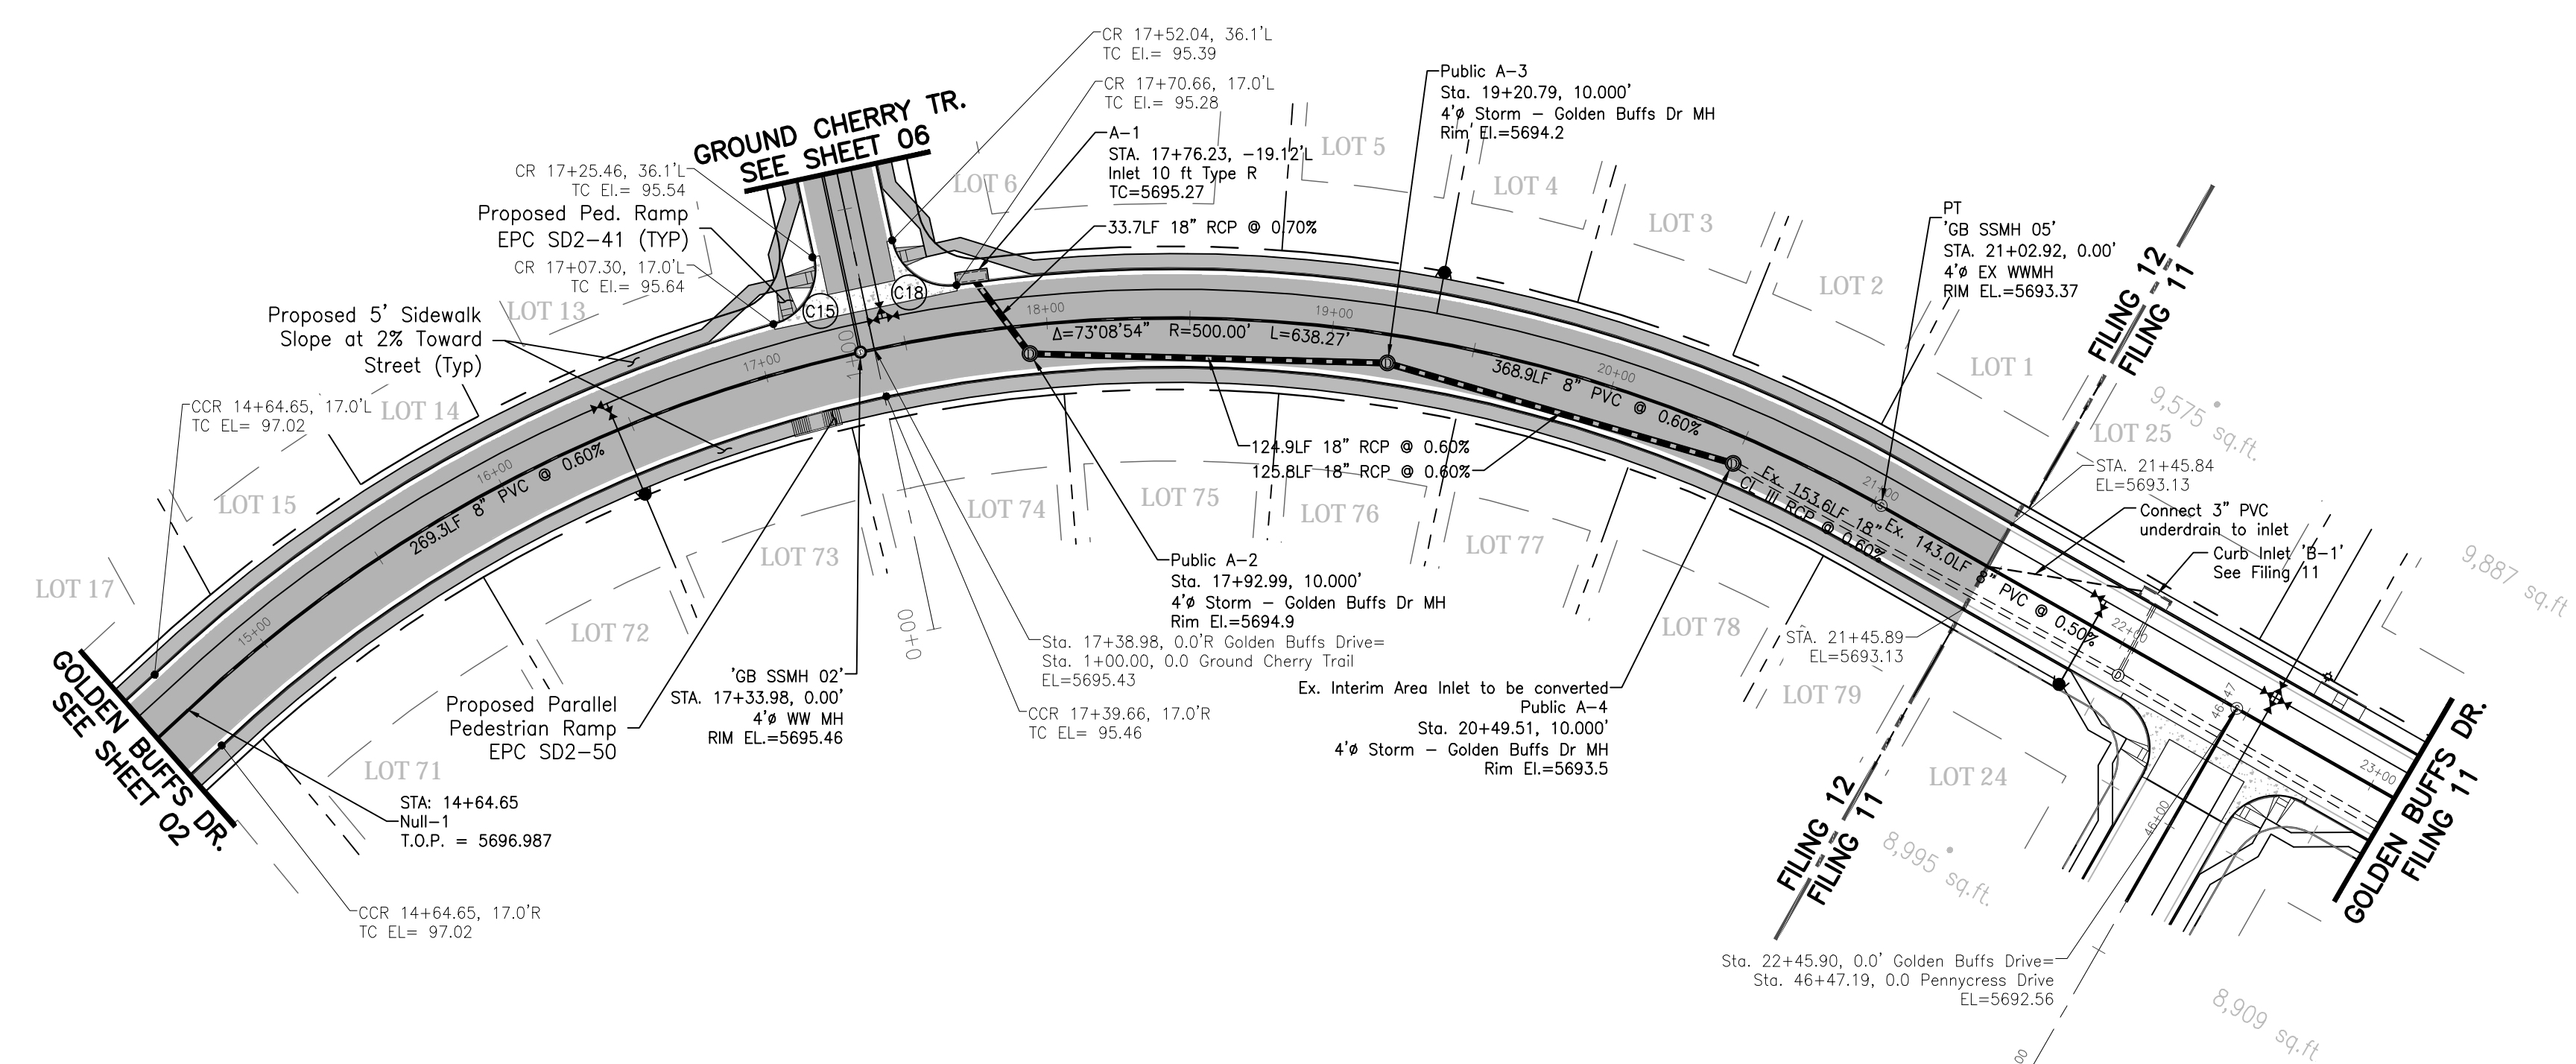 CR 17+52.04, 36.1'L
TC El.= 95.39
CR 17+70.66, 17.0'L
TC El.= 95.28
A-1
STA. 17+76.23, -19.12'L
Inlet 10 ft Type R
TC=5695.27
33.7LF 18" RCP @ 0.70%
Public A-3
Sta. 19+20.79, 10.000'
4'ø Storm - Golden Buffs Dr MH
Rim El.=5694.2
GROUND CHERRY TR.
SEE SHEET 06
CR 17+25.46, 36.1'L
TC El.= 95.54
Proposed Ped. Ramp
EPC SD2-41 (TYP)
CR 17+07.30, 17.0'L
TC El.= 95.64
Proposed 5' Sidewalk
Slope at 2% Toward
Street (Typ)
CCR 14+64.65, 17.0'L
TC EL= 97.02
LOT 17
LOT 15
LOT 14
LOT 13
LOT 6
LOT 5
LOT 4
LOT 3
LOT 2
LOT 1
LOT 25
PT
'GB SSMH 05'
STA. 21+02.92, 0.00'
4'ø EX WWMH
RIM EL.=5693.37
FILING 12
FILING 11
9,575 sq.ft.
STA. 21+45.84
EL=5693.13
Connect 3" PVC
underdrain to inlet
Curb Inlet 'B-1'
See Filing 11
9,887 sq.ft
C15
C18
15+00
16+00
17+00
18+00
19+00
20+00
21+00
22+00
23+00
1+00
0+00
Δ=73°08'54" R=500.00' L=638.27'
269.3LF 8" PVC @ 0.60%
368.9LF 8" PVC @ 0.60%
124.9LF 18" RCP @ 0.60%
125.8LF 18" RCP @ 0.60%
Ex. 153.6LF 18"
CL III RCP @ 0.60%
Ex. 143.0LF 8" PVC @ 0.50%
LOT 71
LOT 72
LOT 73
LOT 74
LOT 75
LOT 76
LOT 77
LOT 78
LOT 79
LOT 24
GOLDEN BUFFS DR.
SEE SHEET 02
STA: 14+64.65
Null-1
T.O.P. = 5696.987
CCR 14+64.65, 17.0'R
TC EL= 97.02
Proposed Parallel
Pedestrian Ramp
EPC SD2-50
'GB SSMH 02'
STA. 17+33.98, 0.00'
4'ø WW MH
RIM EL.=5695.46
Public A-2
Sta. 17+92.99, 10.000'
4'ø Storm - Golden Buffs Dr MH
Rim El.=5694.9
Sta. 17+38.98, 0.0'R Golden Buffs Drive=
Sta. 1+00.00, 0.0 Ground Cherry Trail
EL=5695.43
CCR 17+39.66, 17.0'R
TC EL= 95.46
Ex. Interim Area Inlet to be converted
Public A-4
Sta. 20+49.51, 10.000'
4'ø Storm - Golden Buffs Dr MH
Rim El.=5693.5
STA. 21+45.89
EL=5693.13
46+47
46+00
FILING 12
FILING 11
8,995 sq.ft.
GOLDEN BUFFS DR.
FILING 11
Sta. 22+45.90, 0.0' Golden Buffs Drive=
Sta. 46+47.19, 0.0 Pennycress Drive
EL=5692.56
8,909 sq.ft